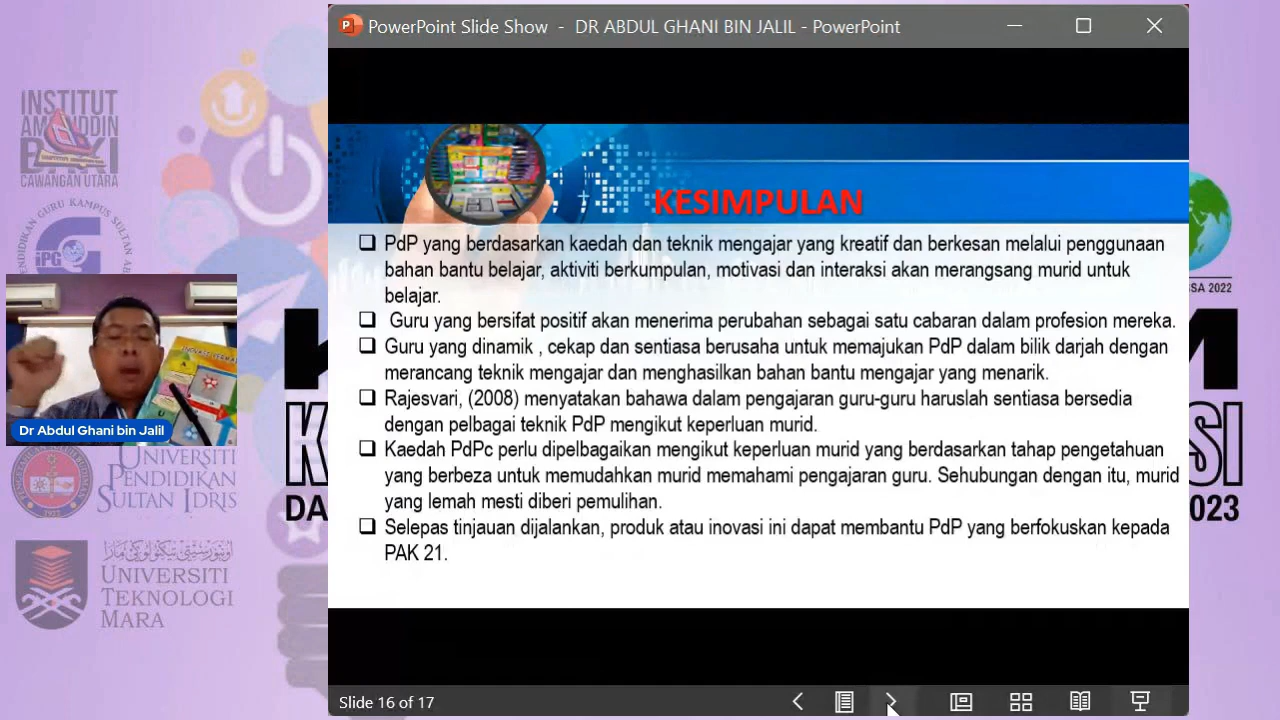 PowerPoint Slide Show - DR ABDUL GHANI BIN JALIL - PowerPoint
INSTITUT
AMINUDDIN
BAKI
CAWANGAN UTARA
KESIMPULAN
PdP yang berdasarkan kaedah dan teknik mengajar yang kreatif dan berkesan melalui penggunaan
bahan bantu belajar, aktiviti berkumpulan, motivasi dan interaksi akan merangsang murid untuk
belajar.
Guru yang bersifat positif akan menerima perubahan sebagai satu cabaran dalam profesion mereka.
Guru yang dinamik , cekap dan sentiasa berusaha untuk memajukan PdP dalam bilik darjah dengan
merancang teknik mengajar dan menghasilkan bahan bantu mengajar yang menarik.
Rajesvari, (2008) menyatakan bahawa dalam pengajaran guru-guru haruslah sentiasa bersedia
dengan pelbagai teknik PdP mengikut keperluan murid.
Kaedah PdPc perlu dipelbagaikan mengikut keperluan murid yang berdasarkan tahap pengetahuan
yang berbeza untuk memudahkan murid memahami pengajaran guru. Sehubungan dengan itu, murid
yang lemah mesti diberi pemulihan.
Selepas tinjauan dijalankan, produk atau inovasi ini dapat membantu PdP yang berfokuskan kepada
PAK 21.
IPG
Dr Abdul Ghani bin Jalil
UNIVERSITI
PENDIDIKAN
SULTAN IDRIS
UNIVERSITI
TEKNOLOGI
MARA
2022
DA
2023
Slide 16 of 17